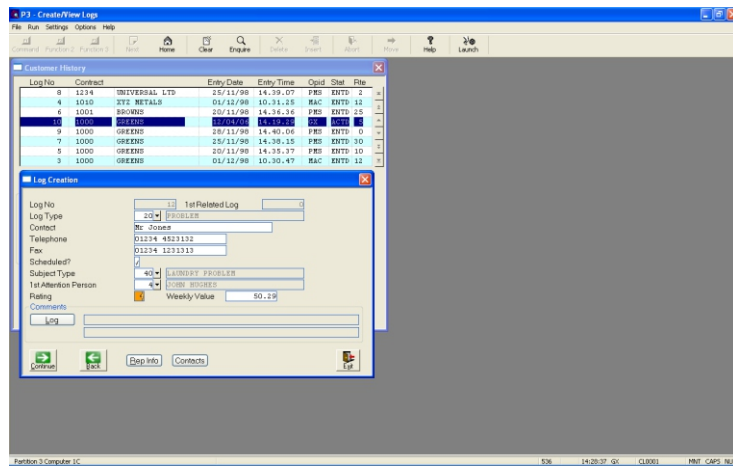 P3 - Create/View Logs
File Run Settings Options Help
Command Function 2 Function 3 Next Home Clear Enquire Delete Insert Abort Move Help Launch
Customer History
Log No Contract Entry Date Entry Time Opid Stat Rte
8 1234 UNIVERSAL LTD 25/11/98 14.39.07 PMS ENTD 2
4 1010 XYZ METALS 01/12/98 10.31.25 MAC ENTD 12
6 1001 BROWNS 20/11/98 14.36.36 PMS ENTD 25
10 1000 GREENS 12/04/06 14.19.29 GX ACTD 5
9 1000 GREENS 28/11/98 14.40.06 PMS ENTD 0
7 1000 GREENS 25/11/98 14.38.15 PMS ENTD 30
5 1000 GREENS 20/11/98 14.35.37 PMS ENTD 10
3 1000 GREENS 01/12/98 10.30.47 MAC ENTD 12
Log Creation
Log No 12 1st Related Log 0
Log Type 20 PROBLEM
Contact Mr Jones
Telephone 01234 4523132
Fax 01234 1231313
Scheduled?
Subject Type 40 LAUNDRY PROBLEM
1st Attention Person 4 JOHN HUGHES
Rating Weekly Value 50.29
Comments
Log
Continue Back Rep Info Contacts Exit
Partition 3 Computer 1C 536 14:28:37 GX CL0001 MNT CAPS NU